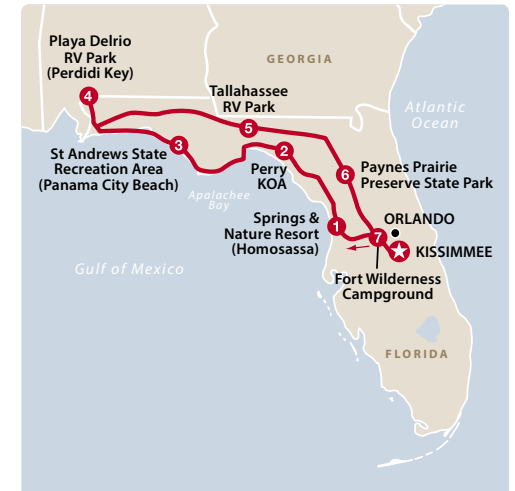 Playa Delrio
RV Park
(Perdidi Key)
GEORGIA
4
Tallahassee
RV Park
Atlantic
Ocean
5
3
2
St Andrews State
Recreation Area
(Panama City Beach)
Perry
KOA
6
Paynes Prairie
Preserve State Park
Apalachee
Bay
Springs &
Nature Resort
(Homosassa)
1
ORLANDO
7
KISSIMMEE
Gulf of Mexico
Fort Wilderness
Campground
FLORIDA